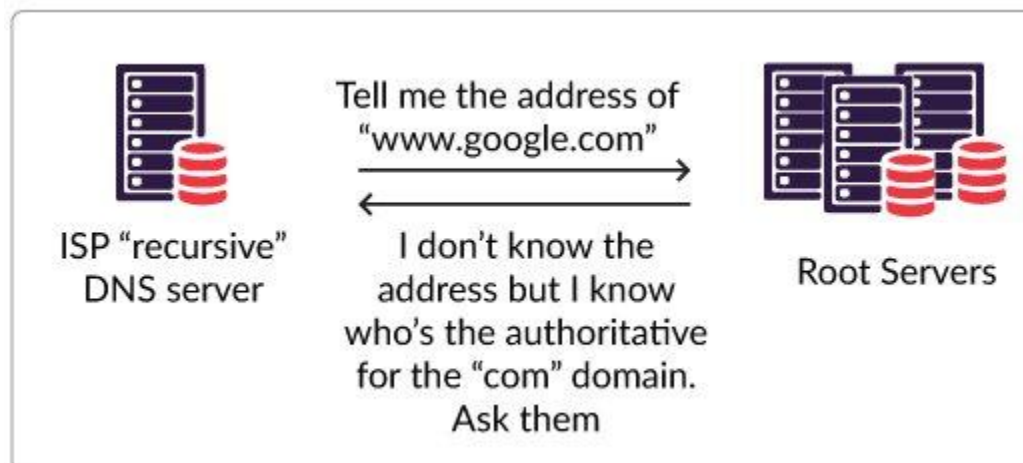 Tell me the address of
“www.google.com”
ISP “recursive”
DNS server
I don’t know the
address but I know
who’s the authoritative
for the “com” domain.
Ask them
Root Servers